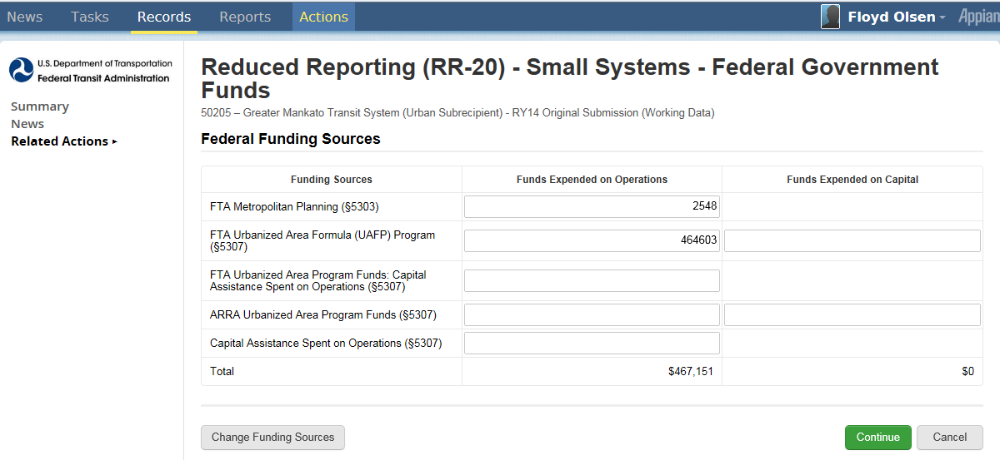 News Tasks Records Reports Actions Floyd Olsen Appian
U.S. Department of Transportation
Federal Transit Administration
Summary
News
Related Actions
Reduced Reporting (RR-20) - Small Systems - Federal Government
Funds
50205 – Greater Mankato Transit System (Urban Subrecipient) - RY14 Original Submission (Working Data)
Federal Funding Sources
Funding Sources Funds Expended on Operations Funds Expended on Capital
FTA Metropolitan Planning (§5303) 2548
FTA Urbanized Area Formula (UAFP) Program
(§5307) 464603
FTA Urbanized Area Program Funds: Capital
Assistance Spent on Operations (§5307)
ARRA Urbanized Area Program Funds (§5307)
Capital Assistance Spent on Operations (§5307)
Total $467,151 $0
Change Funding Sources Continue Cancel